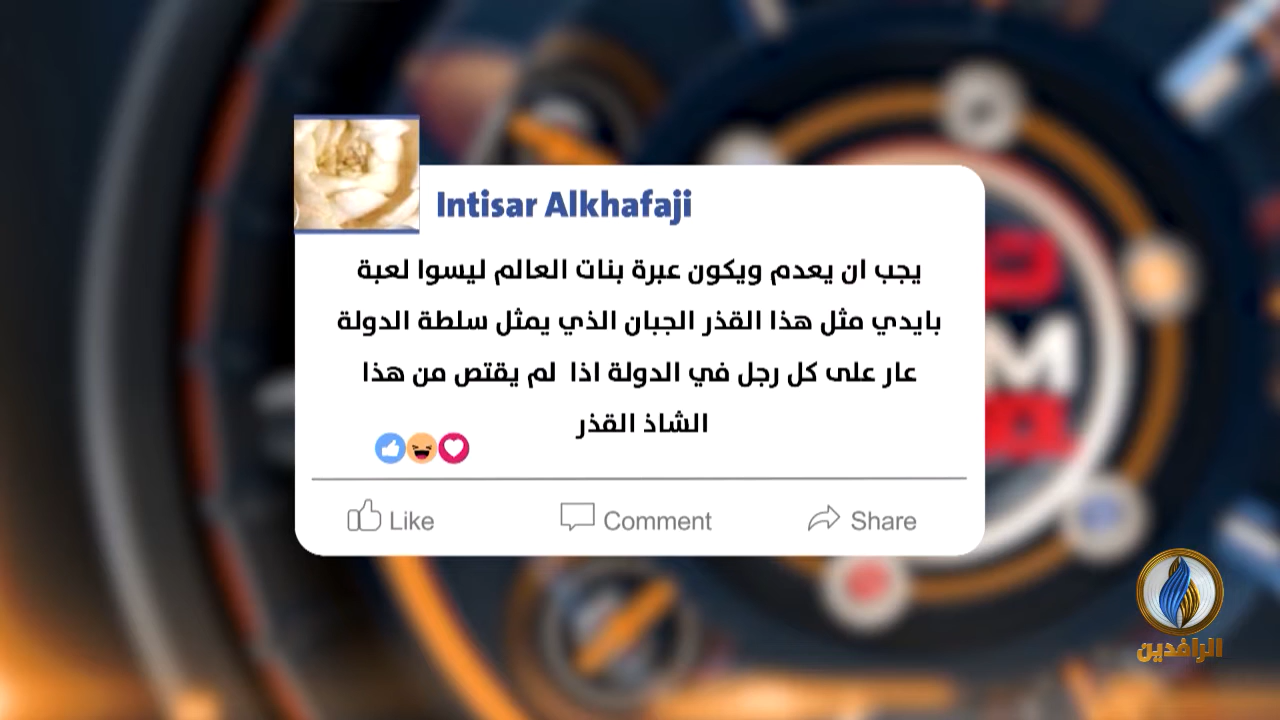 Intisar Alkhafaji
يجب ان يعدم ويكون عبرة بنات العالم ليسوا لعبة
بايدي مثل هذا القذر الجبان الذي يمثل سلطة الدولة
عار على كل رجل في الدولة اذا لم يقتص من هذا
الشاذ القذر
Like Comment Share
الرافدين